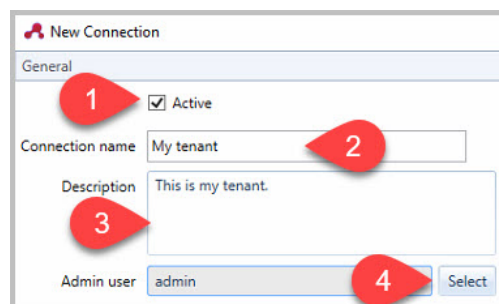 New Connection
General
1
Active
Connection name My tenant 2
Description This is my tenant.
3
Admin user admin 4 Select